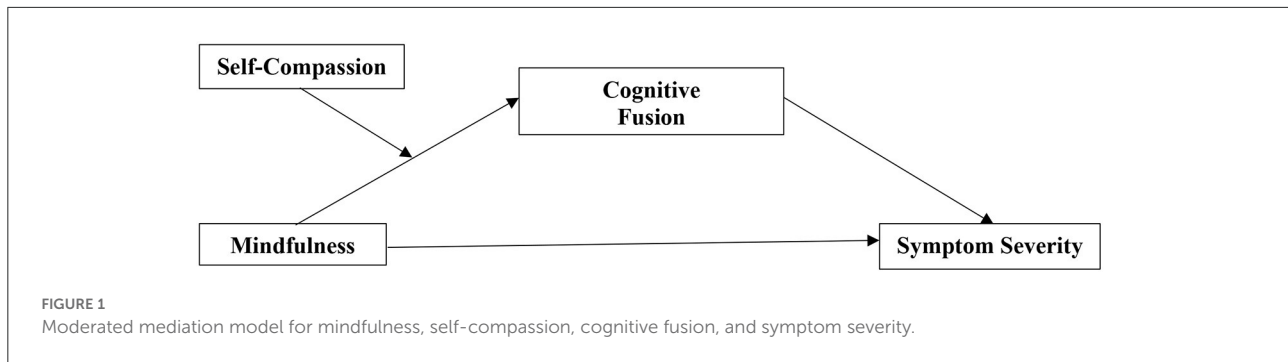 Self-Compassion
Cognitive
Fusion
Mindfulness
Symptom Severity
FIGURE 1
Moderated mediation model for mindfulness, self-compassion, cognitive fusion, and symptom severity.